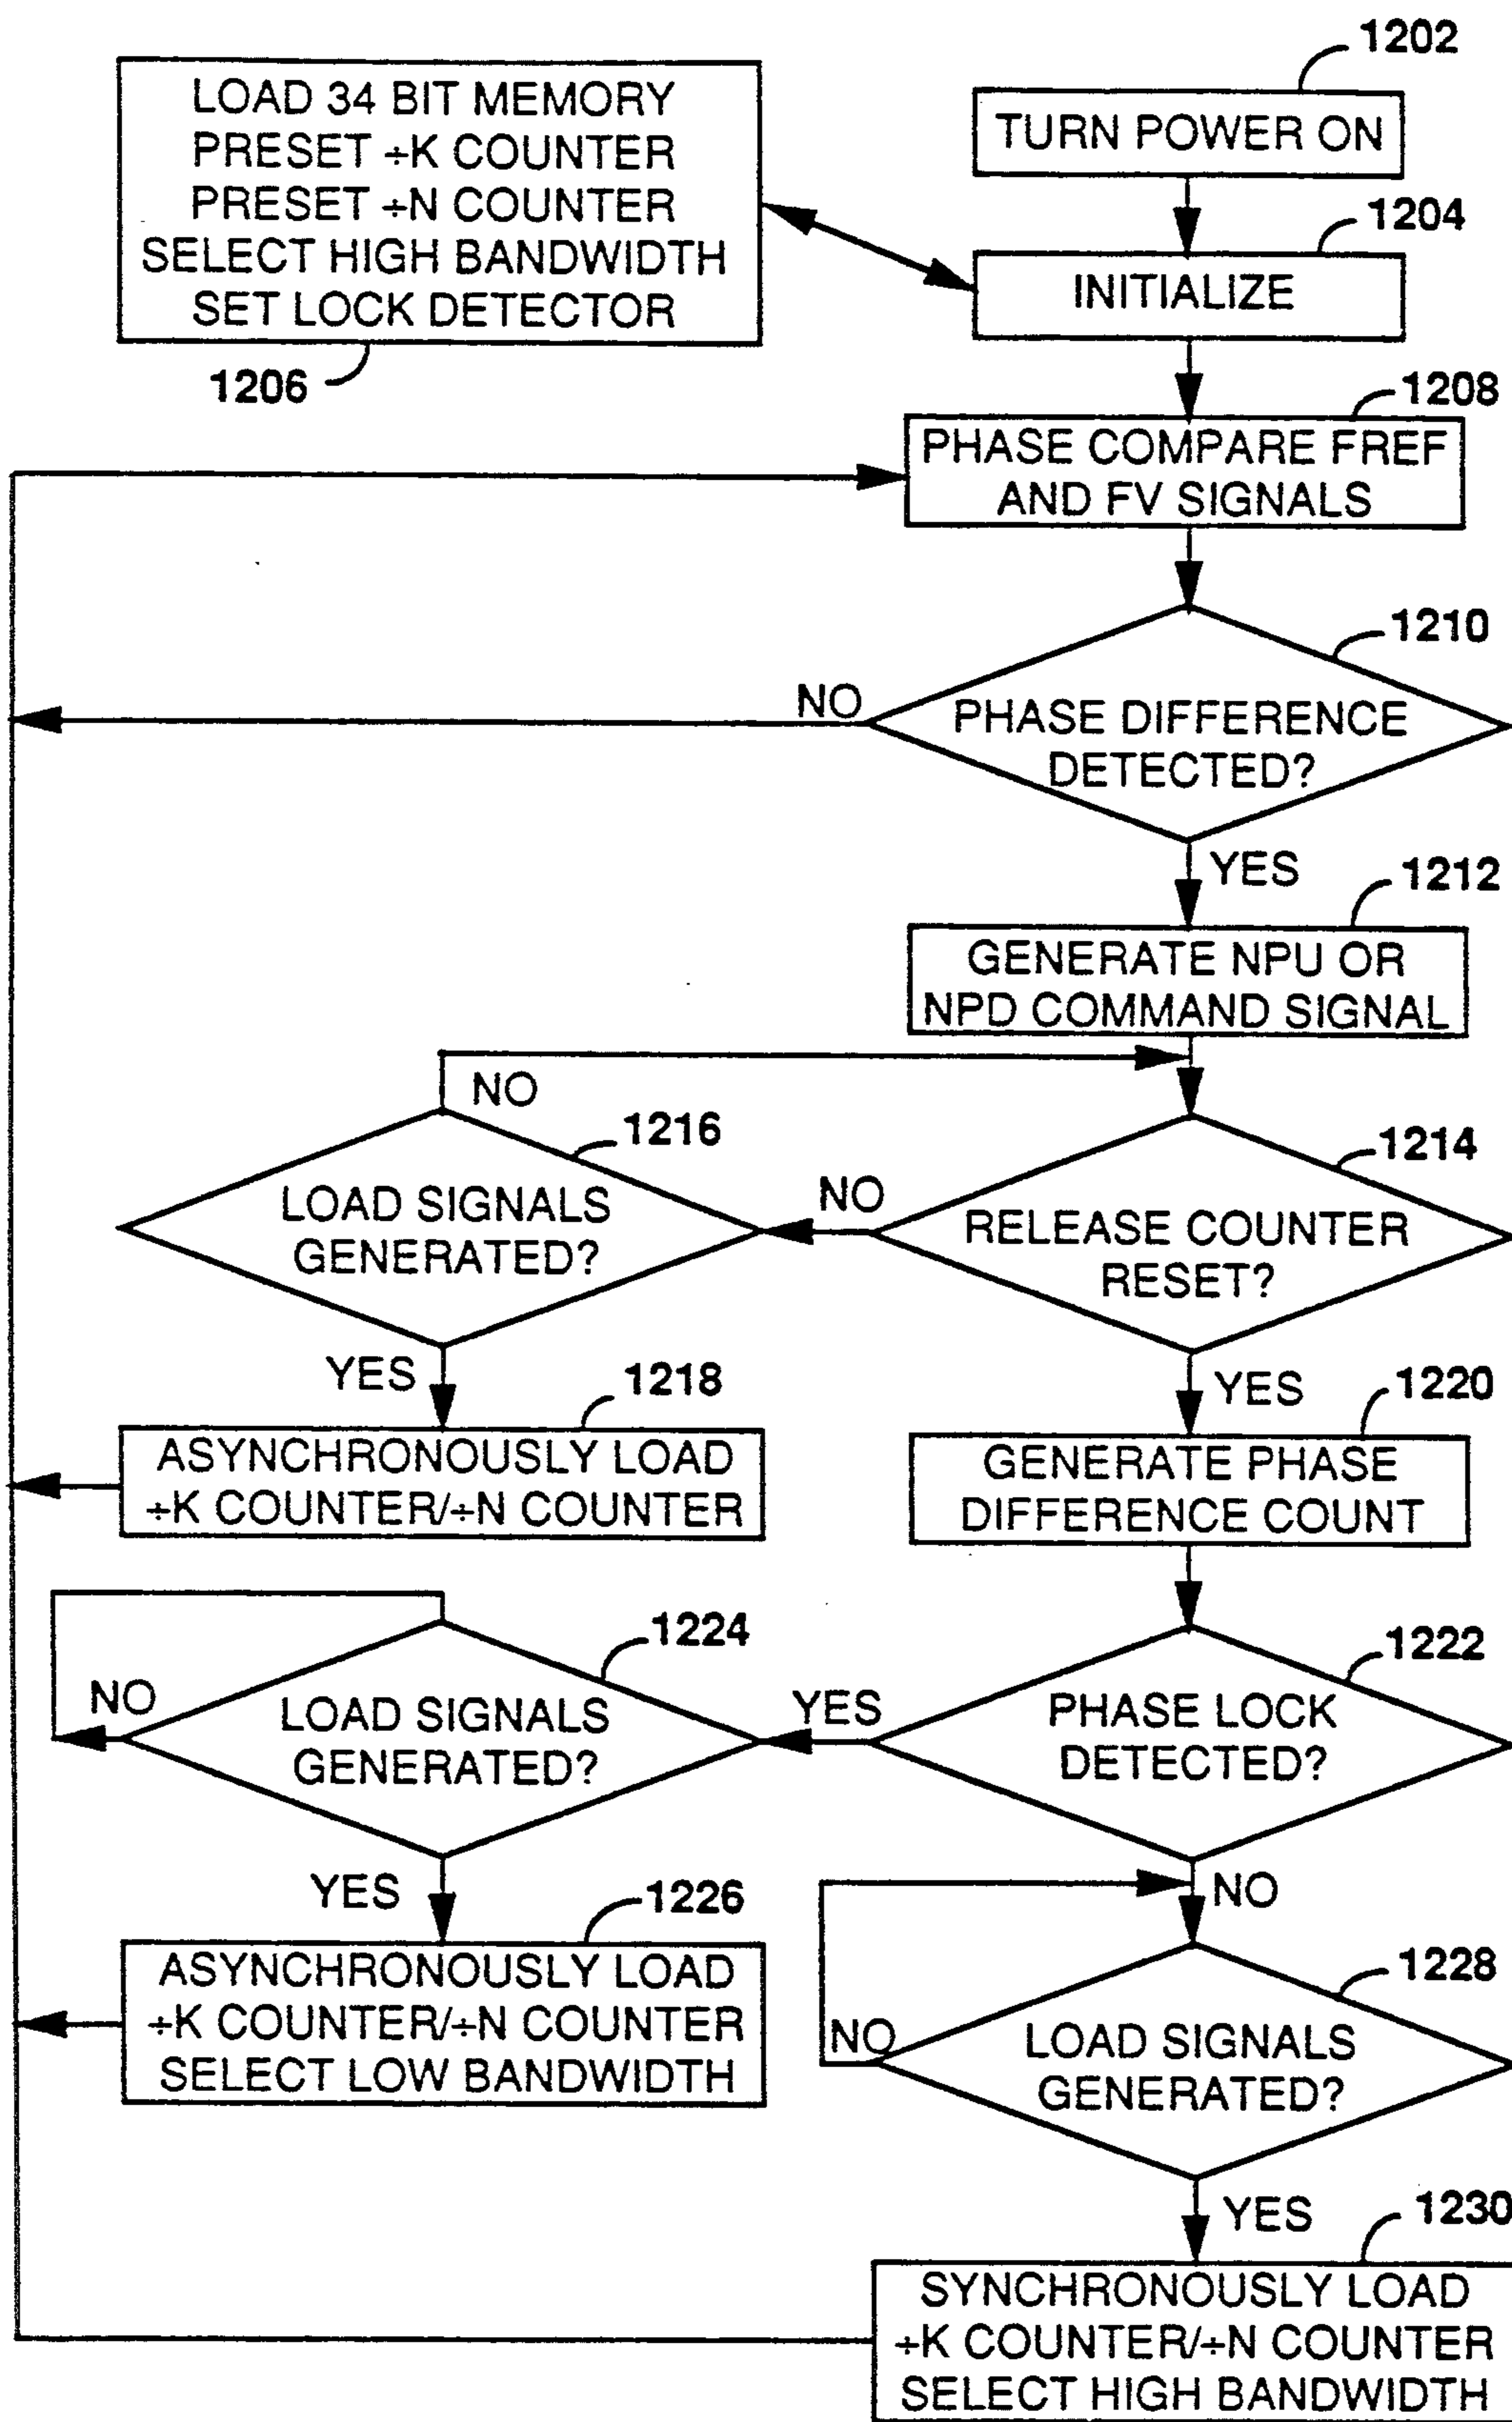 1202
TURN POWER ON
LOAD 34 BIT MEMORY
PRESET ÷K COUNTER
PRESET ÷N COUNTER
SELECT HIGH BANDWIDTH
SET LOCK DETECTOR
1206
1204
INITIALIZE
1208
PHASE COMPARE FREF
AND FV SIGNALS
1210
NO
PHASE DIFFERENCE
DETECTED?
YES
1212
GENERATE NPU OR
NPD COMMAND SIGNAL
NO
1216
LOAD SIGNALS
GENERATED?
NO
1214
RELEASE COUNTER
RESET?
YES
1218
ASYNCHRONOUSLY LOAD
÷K COUNTER/÷N COUNTER
YES
1220
GENERATE PHASE
DIFFERENCE COUNT
1224
NO
LOAD SIGNALS
GENERATED?
YES
1222
PHASE LOCK
DETECTED?
YES
1226
ASYNCHRONOUSLY LOAD
÷K COUNTER/÷N COUNTER
SELECT LOW BANDWIDTH
NO
1228
NO
LOAD SIGNALS
GENERATED?
YES
1230
SYNCHRONOUSLY LOAD
÷K COUNTER/÷N COUNTER
SELECT HIGH BANDWIDTH